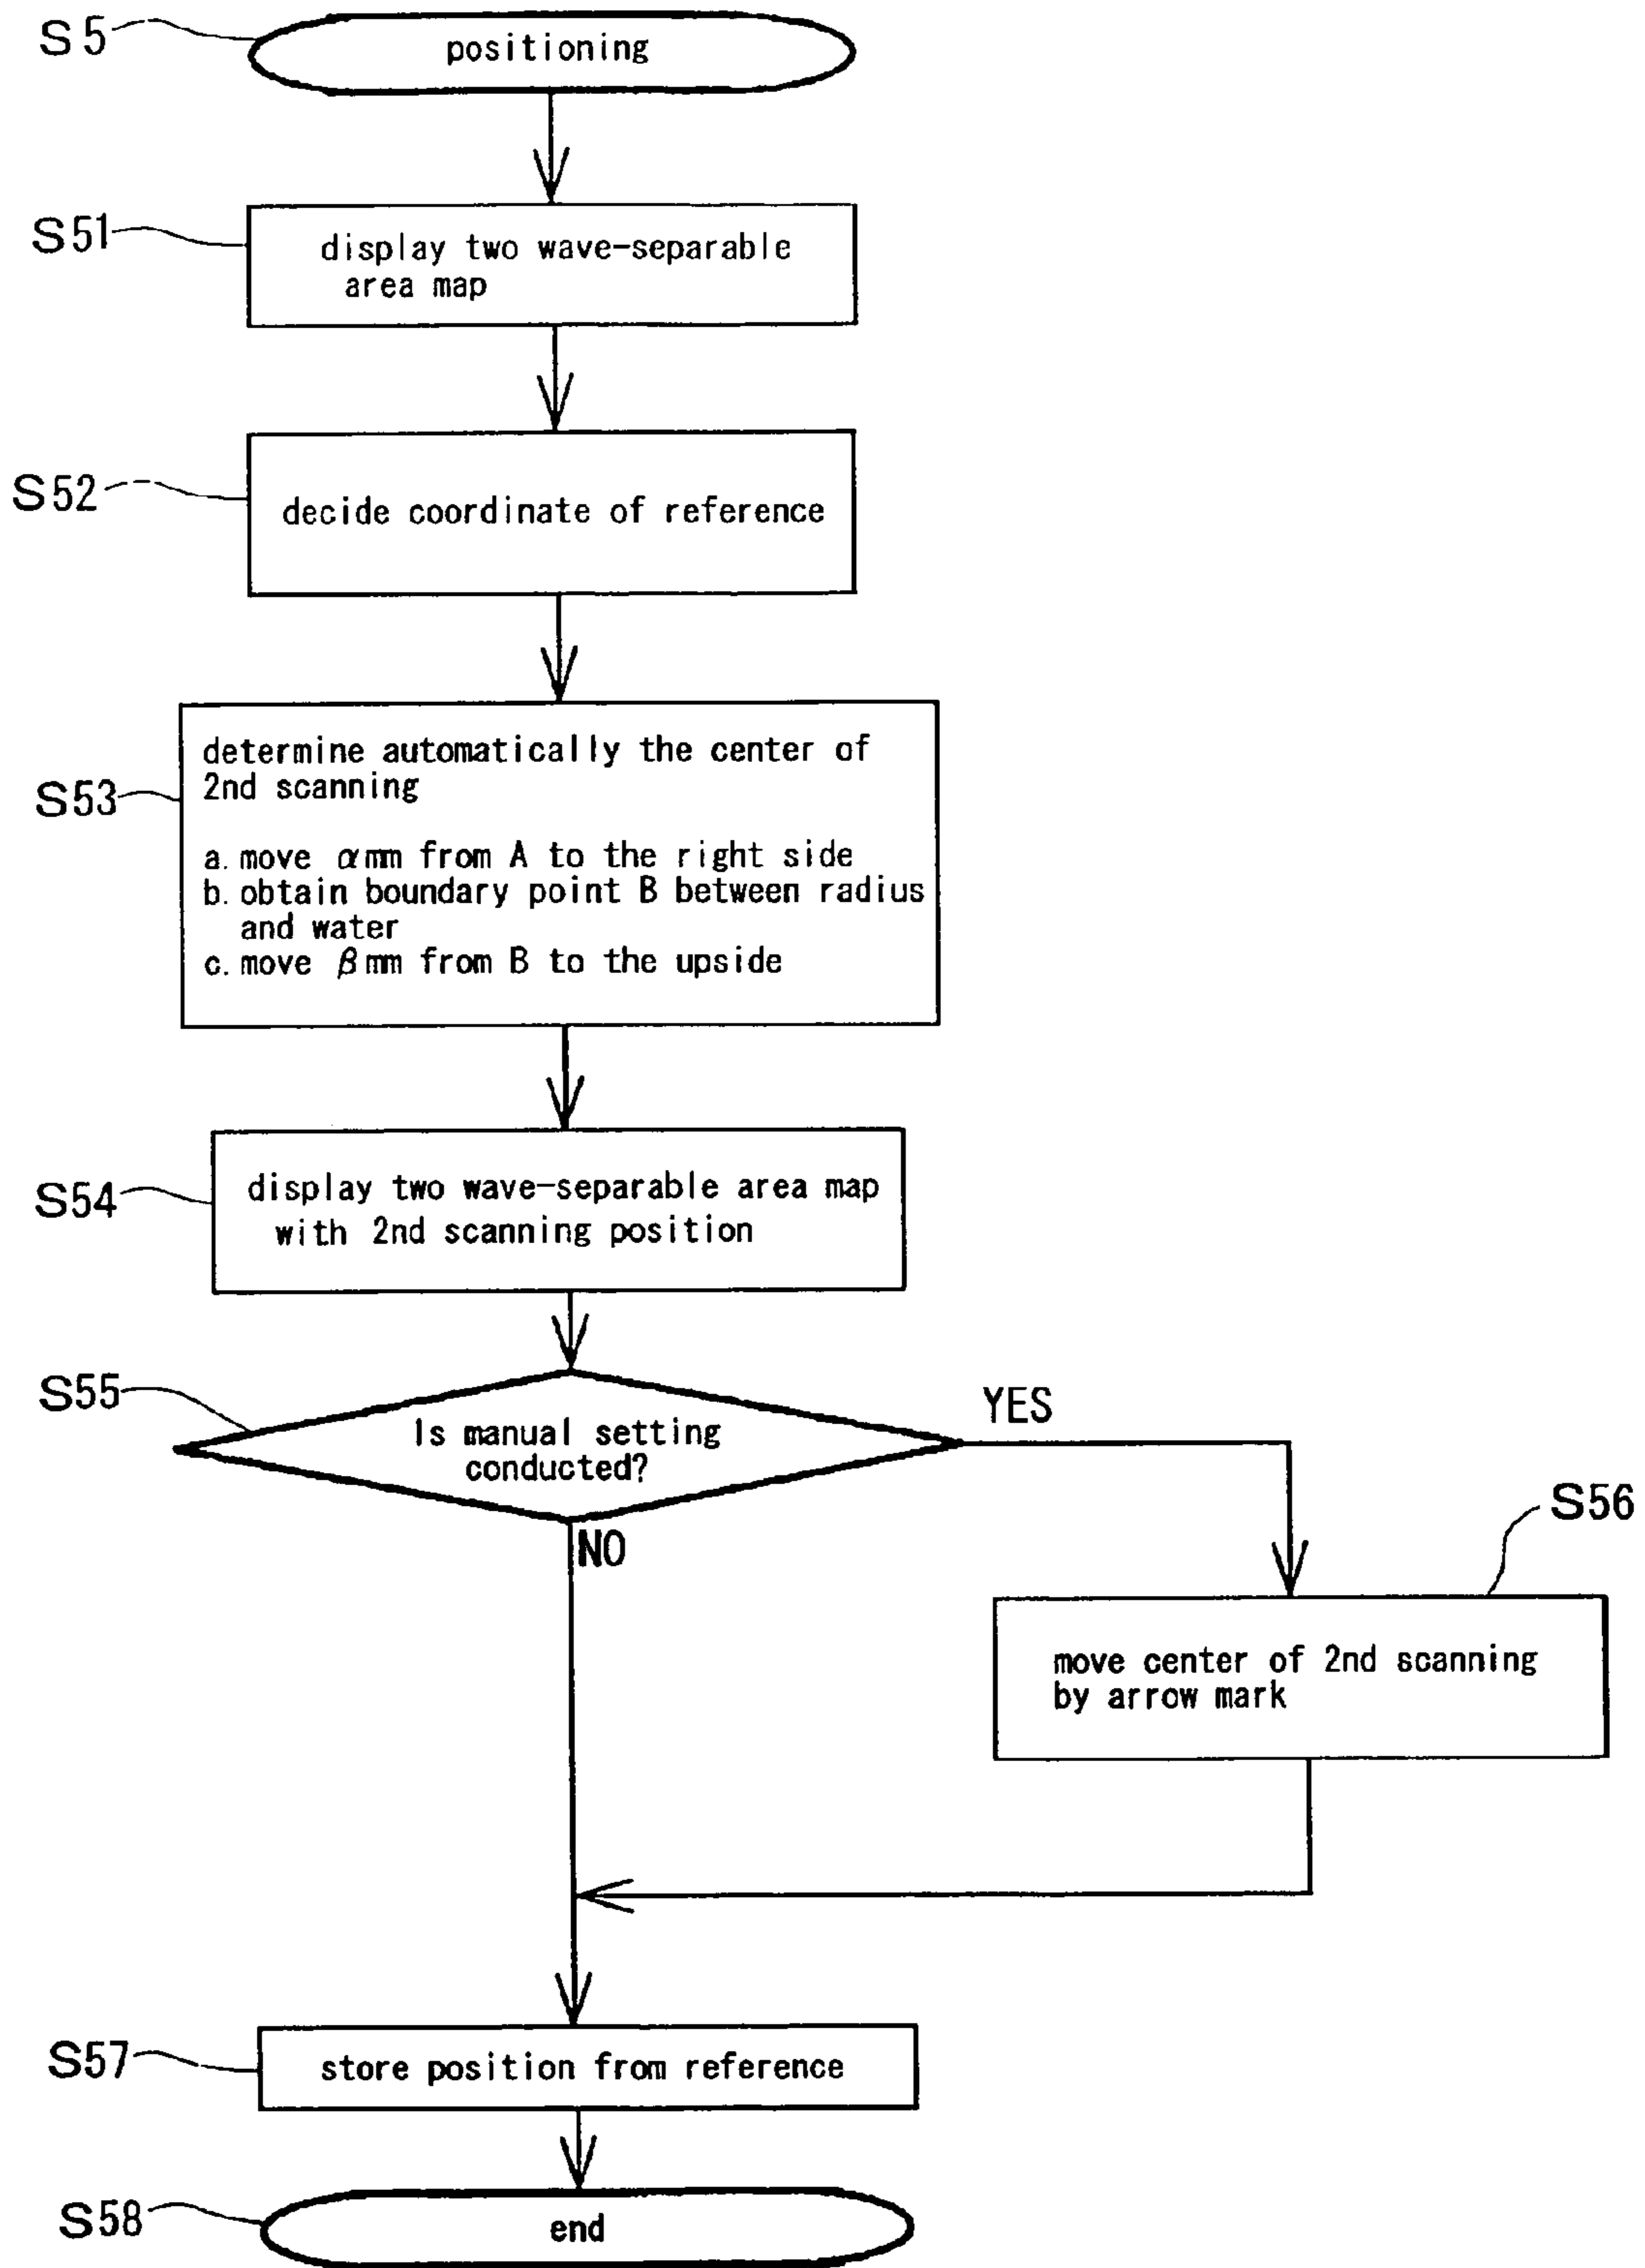 S5
positioning
S51
display two wave-separable
area map
S52
decide coordinate of reference
S53
determine automatically the center of
2nd scanning
a. move αmm from A to the right side
b. obtain boundary point B between radius
and water
c. move βmm from B to the upside
S54
display two wave-separable area map
with 2nd scanning position
S55
Is manual setting
conducted?
YES
NO
S56
move center of 2nd scanning
by arrow mark
S57
store position from reference
S58
end